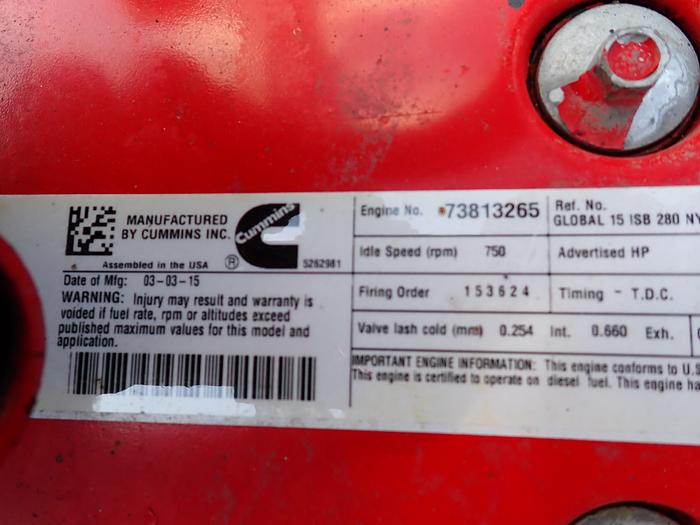 MANUFACTURED
BY CUMMINS INC.
Cummins
Assembled in the USA
®
5262981
Date of Mfg: 03-03-15
WARNING: Injury may result and warranty is
voided if fuel rate, rpm or altitudes exceed
published maximum values for this model and
application.
Engine No. 73813265
Ref. No.
GLOBAL 15 ISB 280 NY
Idle Speed (rpm) 750
Advertised HP
Firing Order 153624
Timing - T.D.C.
Valve lash cold (mm) 0.254 Int. 0.660 Exh.
IMPORTANT ENGINE INFORMATION: This engine conforms to U.S
This engine is certified to operate on diesel fuel. This engine ha